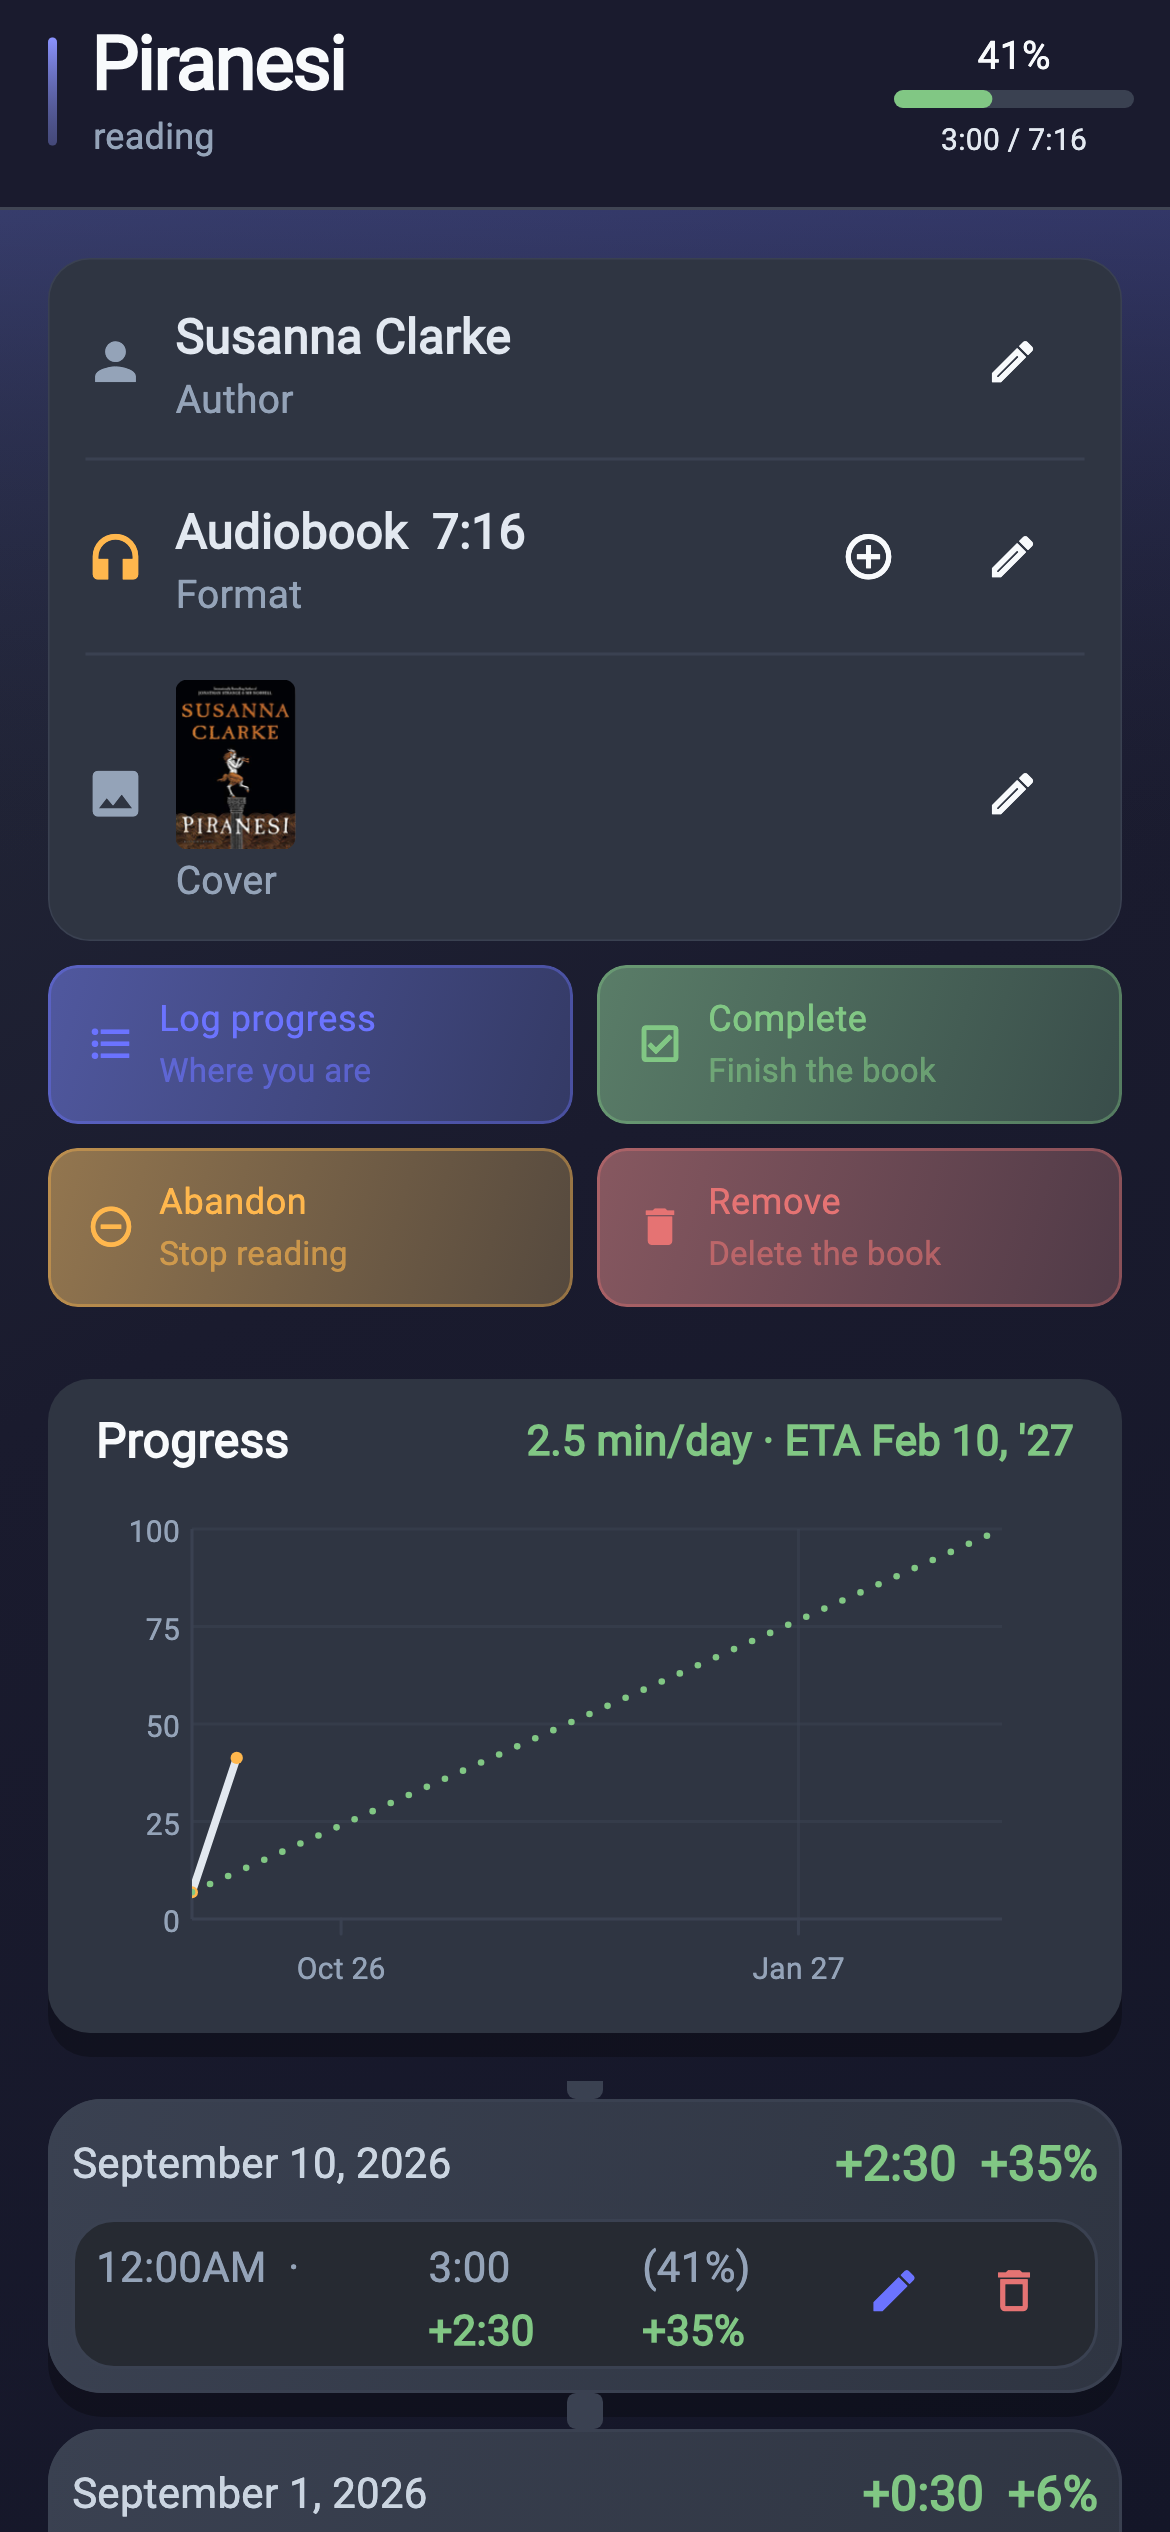 Piranesi
reading
41%
3:00 / 7:16
Susanna Clarke
Author
Audiobook 7:16
Format
SUSANNA
CLARKE
PIRANESI
Cover
Log progress
Where you are
Complete
Finish the book
Abandon
Stop reading
Remove
Delete the book
Progress
2.5 min/day · ETA Feb 10, '27
100
75
50
25
0
Oct 26
Jan 27
September 10, 2026
+2:30 +35%
12:00AM ·
3:00
(41%)
+2:30
+35%
September 1, 2026
+0:30 +6%